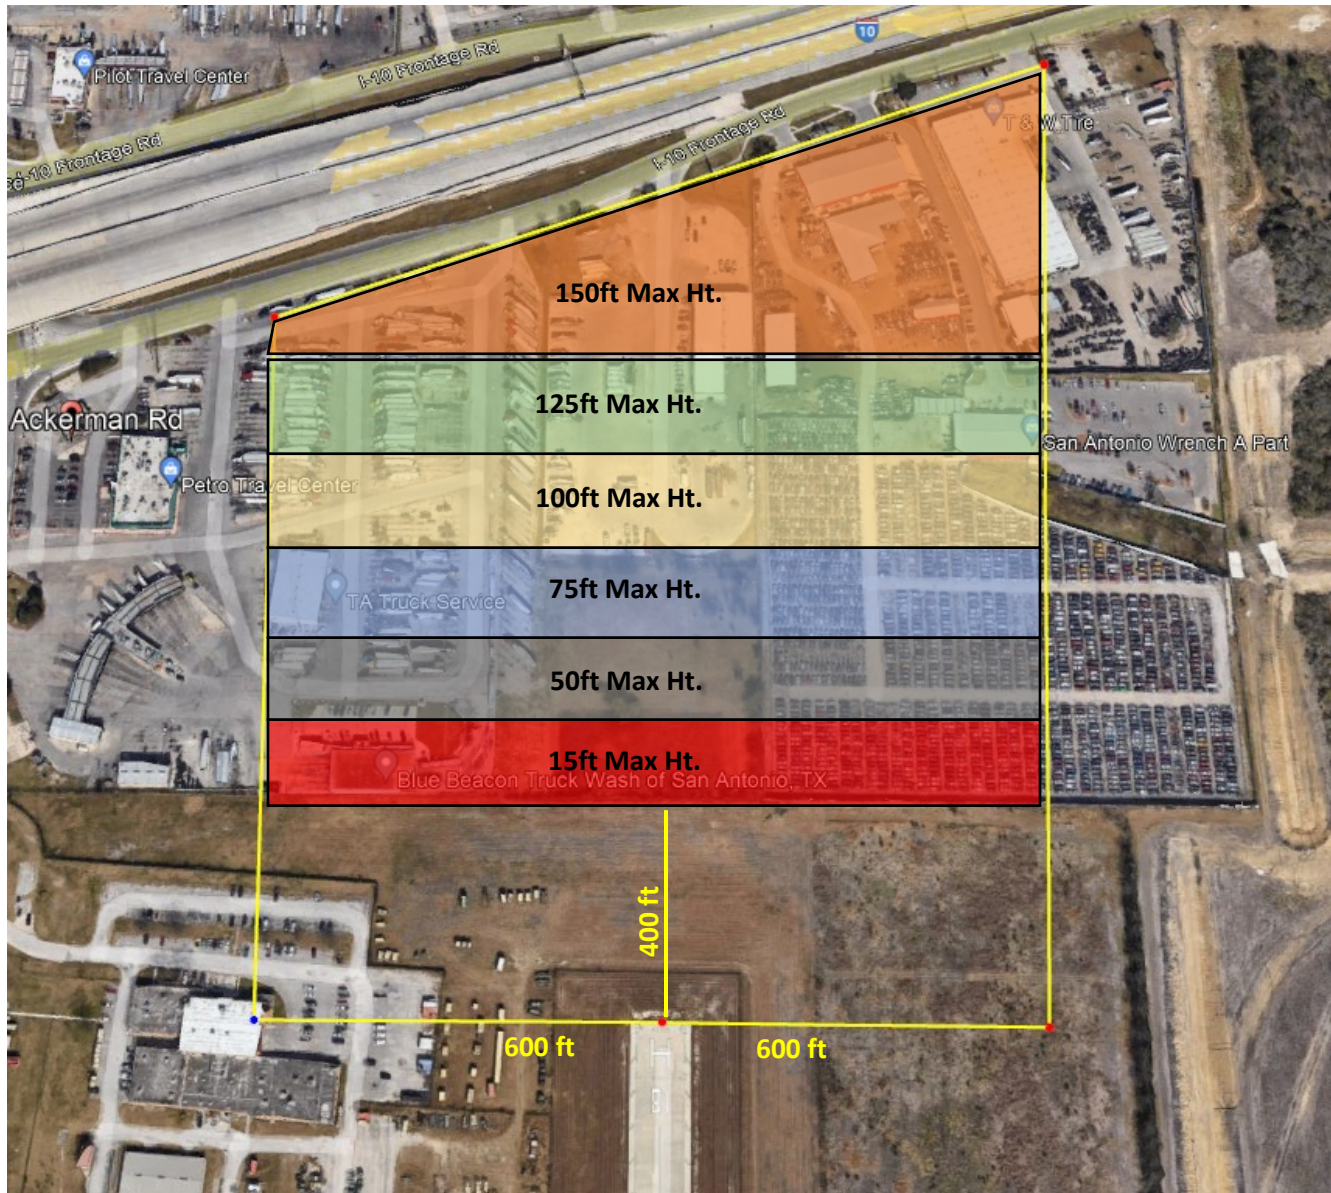 10
I-10 Frontage Rd
Pilot Travel Center
I-10 Frontage Rd
ce
T & W Tire
I-10 Frontage Rd
150ft Max Ht.
125ft Max Ht.
Ackerman Rd
San Antonio Wrench A Part
Petro Travel Center
100ft Max Ht.
75ft Max Ht.
TA Truck Service
50ft Max Ht.
15ft Max Ht.
Blue Beacon Truck Wash of San Antonio, TX
400 ft
600 ft
600 ft